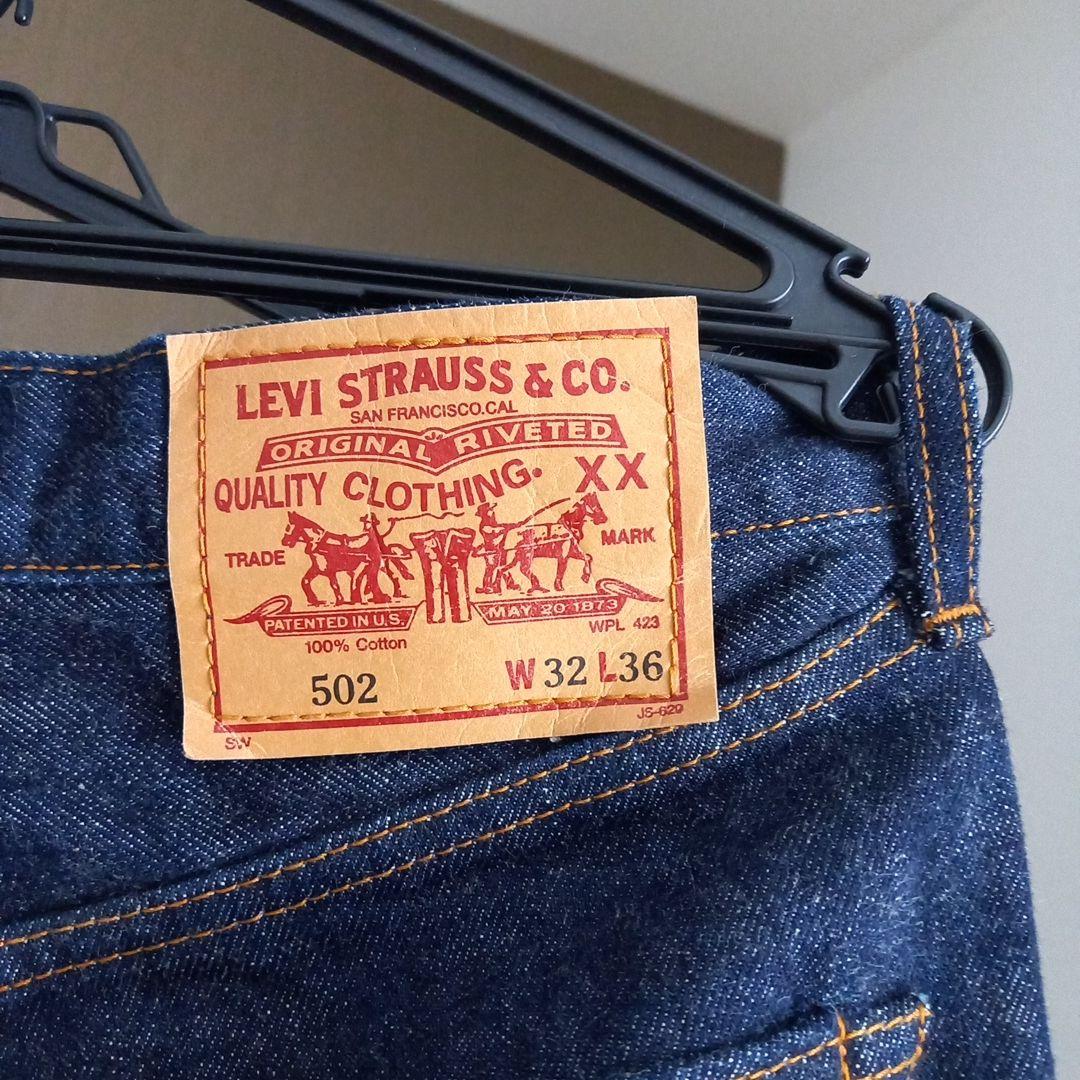 LEVI STRAUSS & CO.
SAN FRANCISCO.CAL
ORIGINAL RIVETED
QUALITY CLOTHING. XX
TRADE MARK
PATENTED IN U.S. MAY 20 1873
100% Cotton WPL 423
502 W 32 L 36
SW JS-629